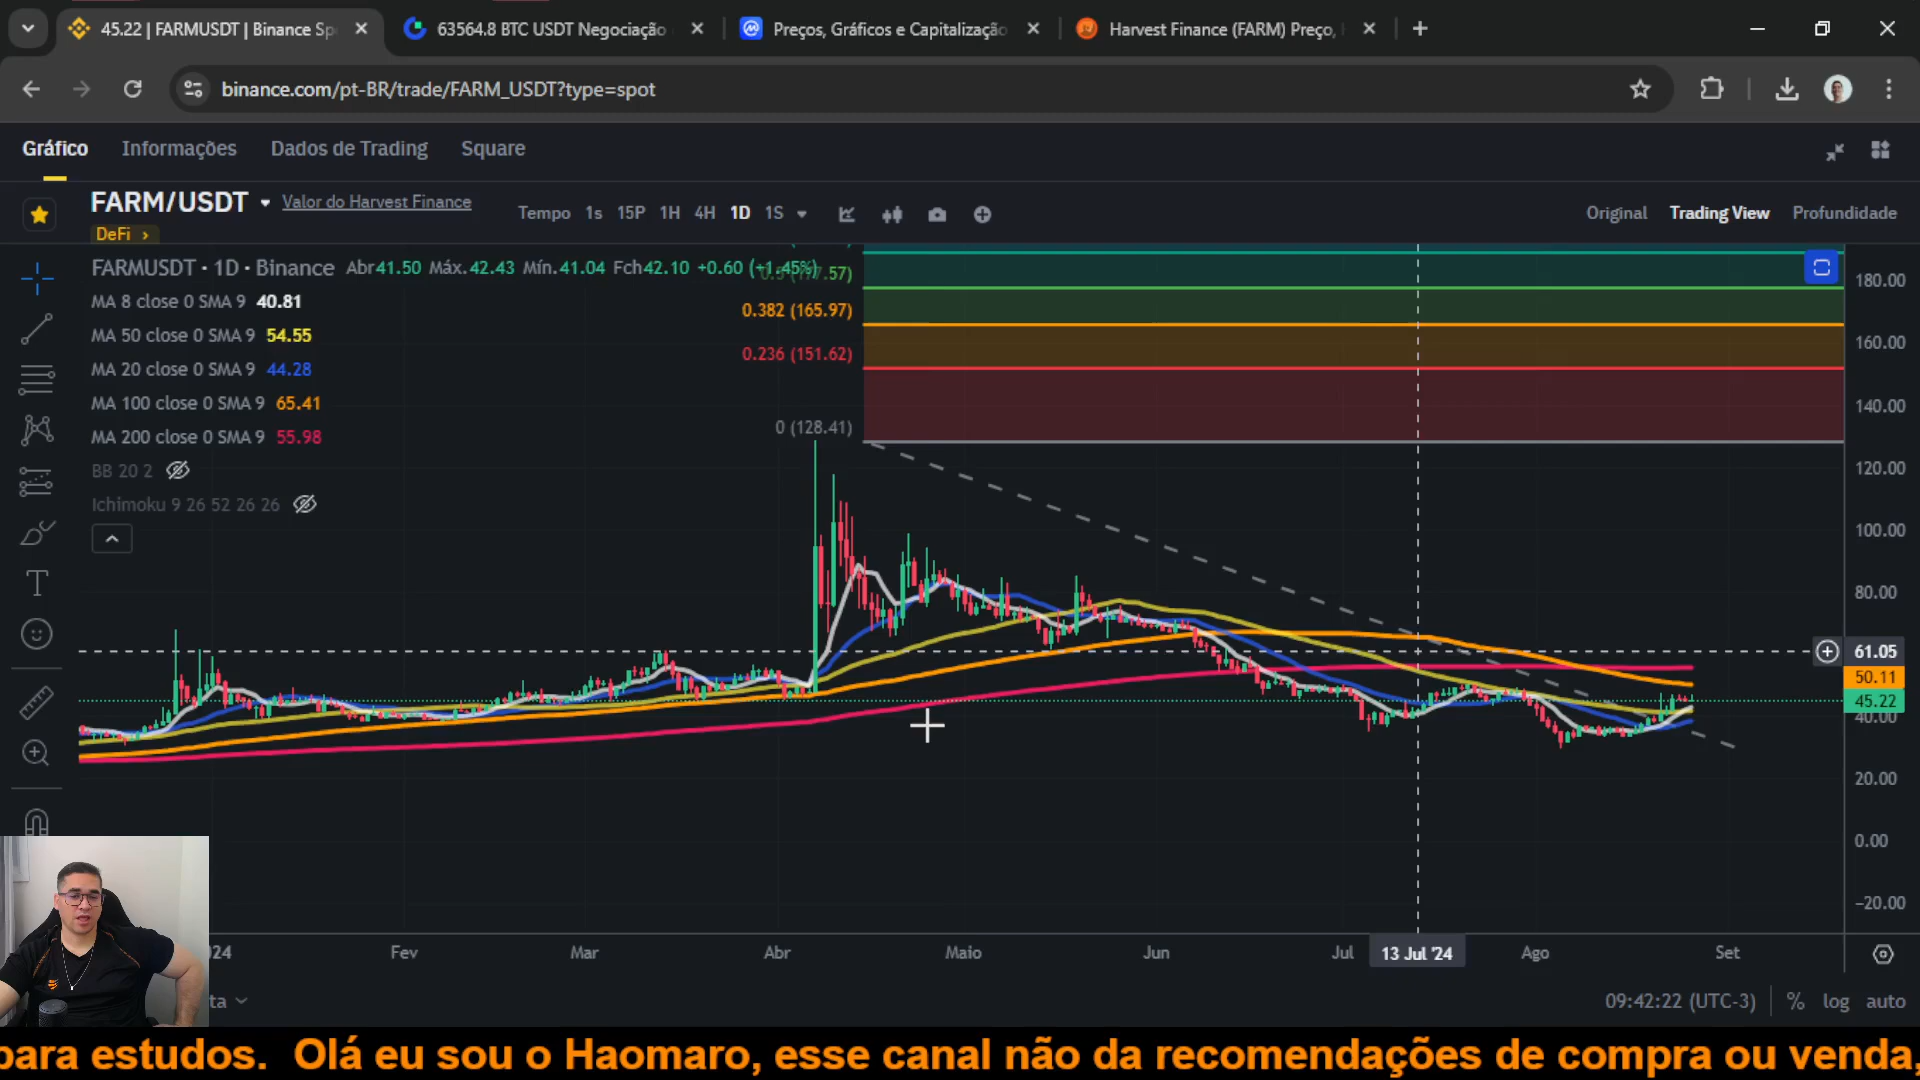 45.22 | FARMUSDT | Binance Sp
63564.8 BTC USDT Negociação
Preços, Gráficos e Capitalização
Harvest Finance (FARM) Preço,
binance.com/pt-BR/trade/FARM_USDT?type=spot
Gráfico
Informações
Dados de Trading
Square
FARM/USDT
Valor do Harvest Finance
DeFi
Tempo 1s 15P 1H 4H 1D 1S
Original
Trading View
Profundidade
FARMUSDT · 1D · Binance Abr41.50 Máx.42.43 Mín.41.04 Fch42.10 +0.60 (+1.45%)
MA 8 close 0 SMA 9 40.81
MA 50 close 0 SMA 9 54.55
MA 20 close 0 SMA 9 44.28
MA 100 close 0 SMA 9 65.41
MA 200 close 0 SMA 9 55.98
BB 20 2
Ichimoku 9 26 52 26 26
0.382 (165.97)
0.236 (151.62)
0 (128.41)
180.00
160.00
140.00
120.00
100.00
80.00
61.05
50.11
45.22
40.00
20.00
0.00
−20.00
Fev
Mar
Abr
Maio
Jun
Jul
13 Jul '24
Ago
Set
09:42:22 (UTC-3)
%
log
auto
para estudos. Olá eu sou o Haomaro, esse canal não da recomendações de compra ou venda,